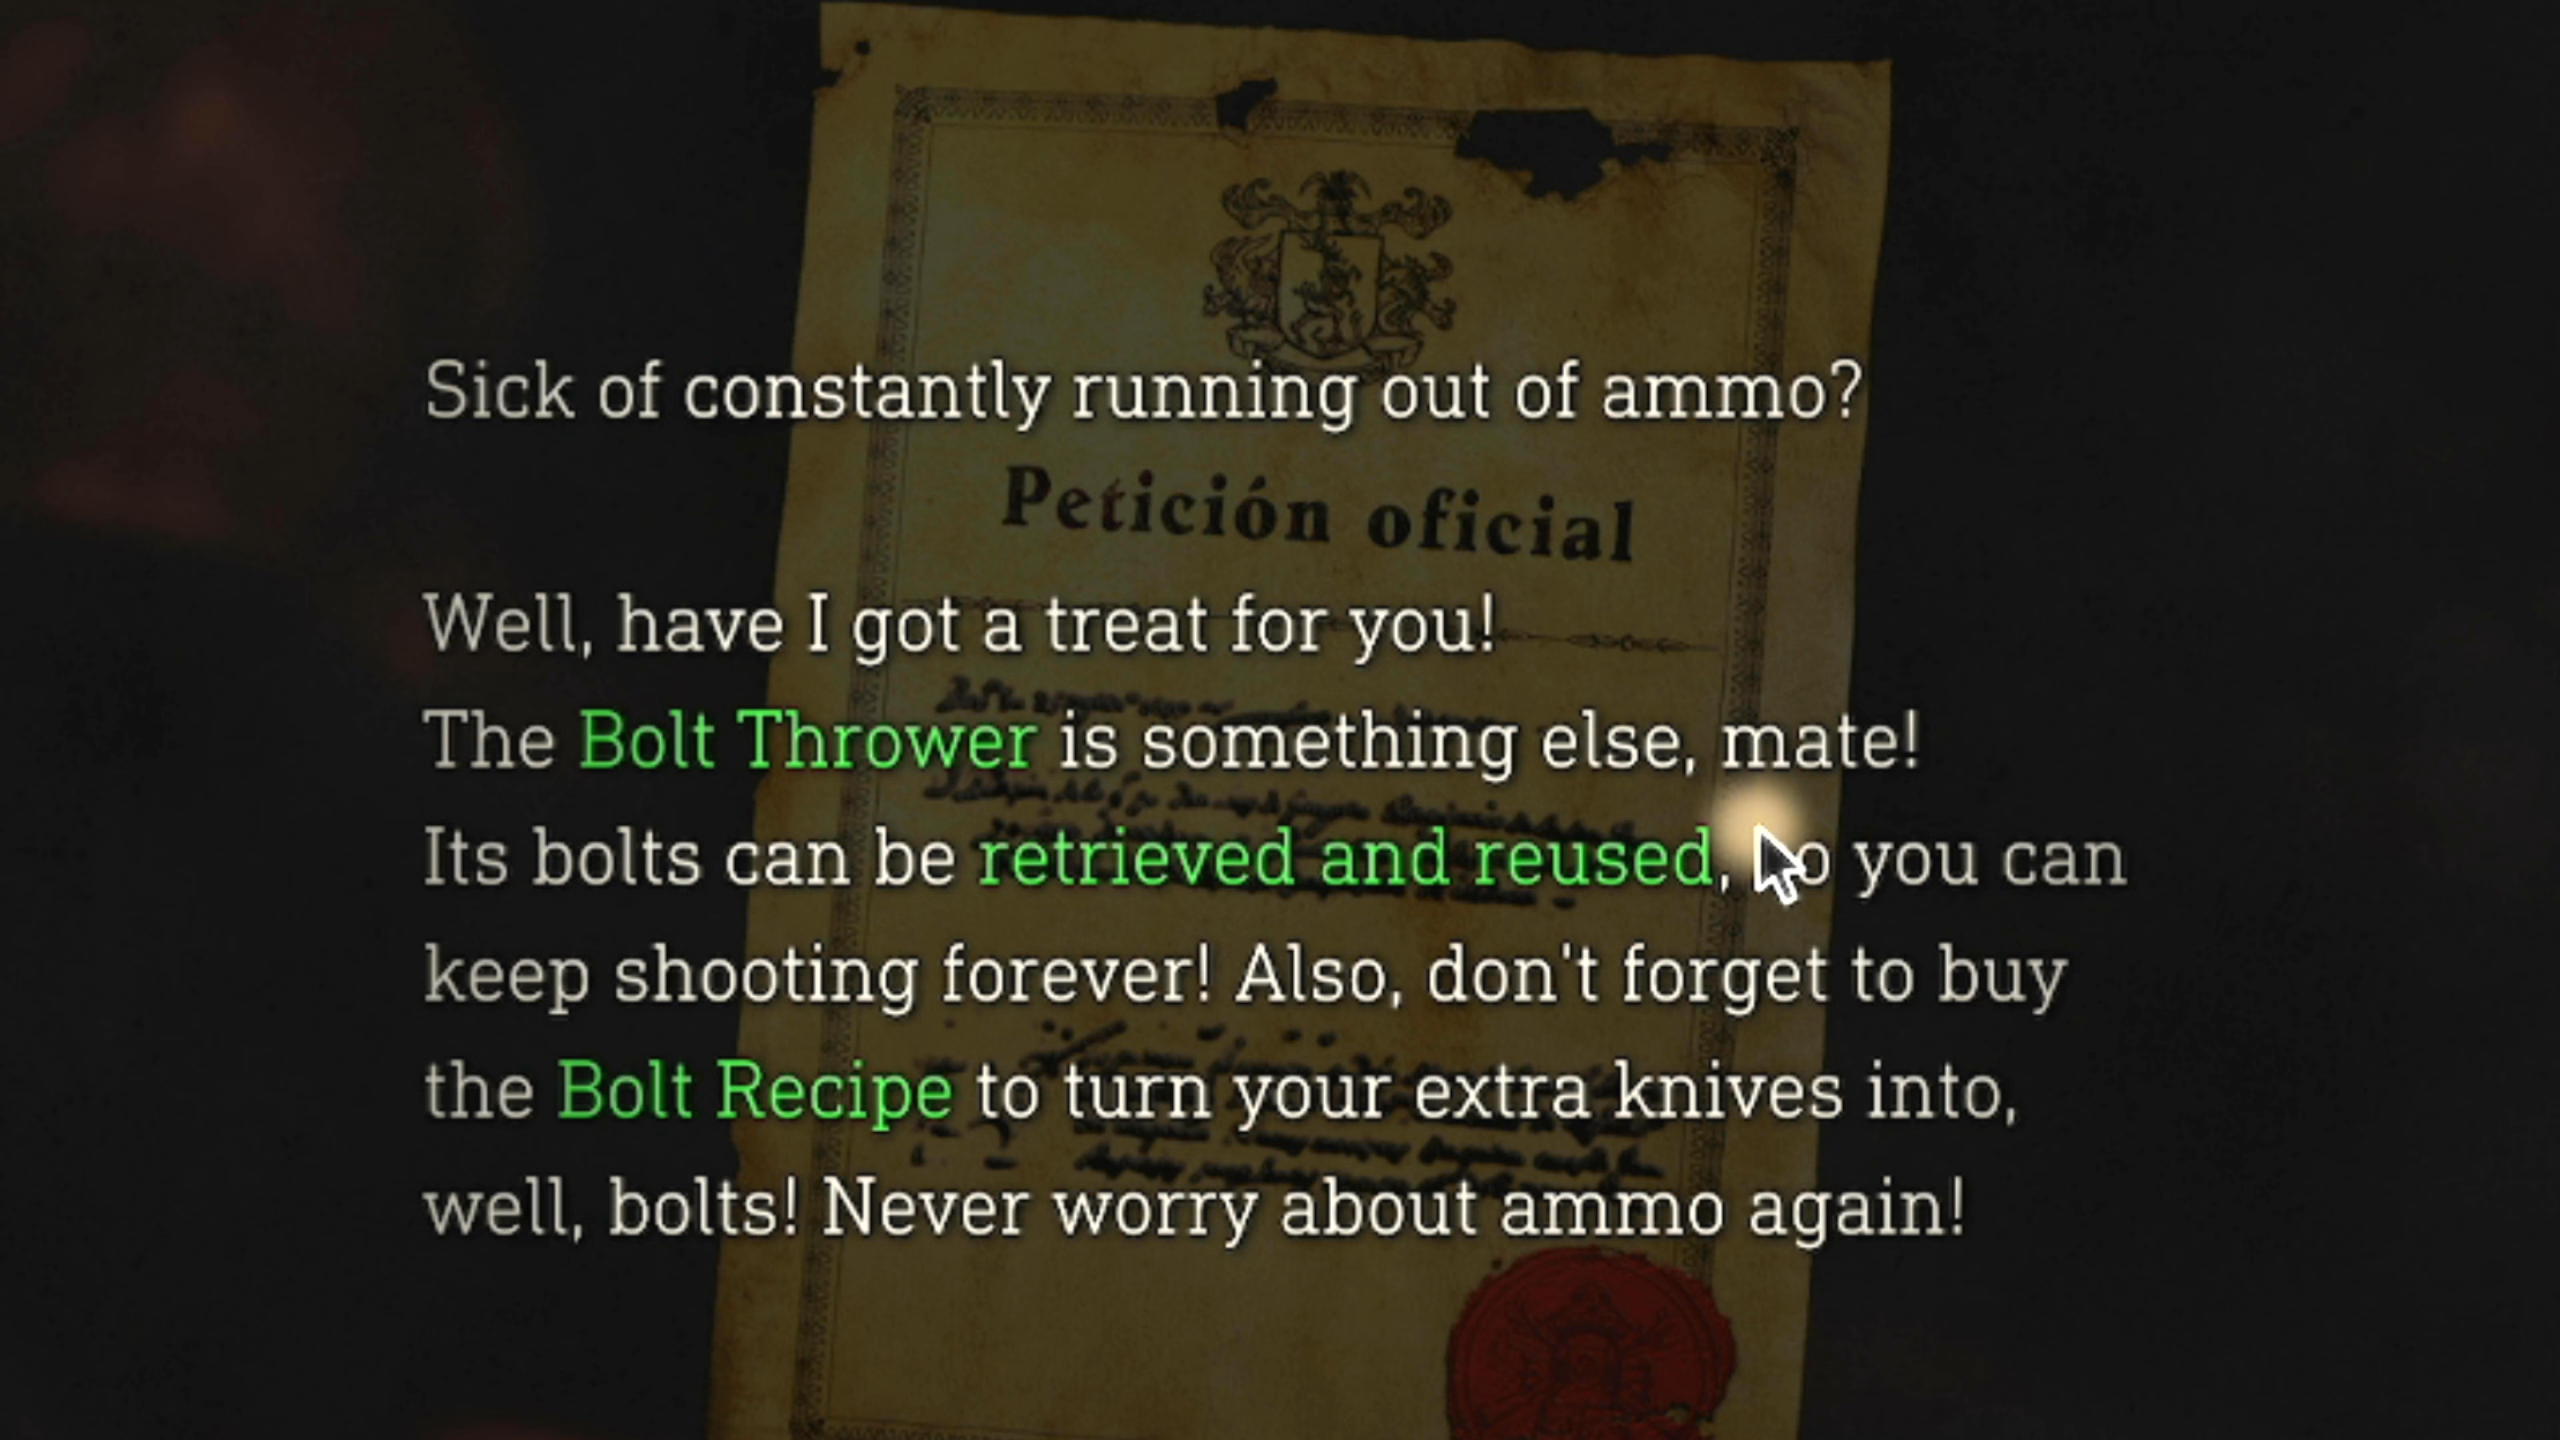 Sick of constantly running out of ammo?
Petición oficial
Well, have I got a treat for you!
The Bolt Thrower is something else, mate!
Its bolts can be retrieved and reused, you can
keep shooting forever! Also, don't forget to buy
the Bolt Recipe to turn your extra knives into,
well, bolts! Never worry about ammo again!